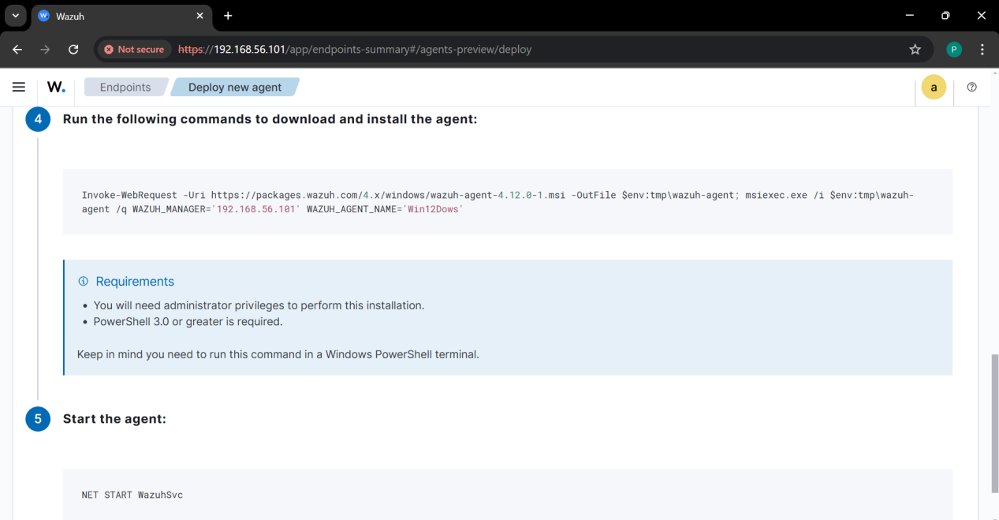 Wazuh
Not secure https://192.168.56.101/app/endpoints-summary#/agents-preview/deploy P
W. Endpoints Deploy new agent a
4 Run the following commands to download and install the agent:
Invoke-WebRequest -Uri https://packages.wazuh.com/4.x/windows/wazuh-agent-4.12.0-1.msi -OutFile $env:tmp\wazuh-agent; msiexec.exe /i $env:tmp\wazuh-
agent /q WAZUH_MANAGER='192.168.56.101' WAZUH_AGENT_NAME='Win12Dows'
Requirements
• You will need administrator privileges to perform this installation.
• PowerShell 3.0 or greater is required.
Keep in mind you need to run this command in a Windows PowerShell terminal.
5 Start the agent:
NET START WazuhSvc